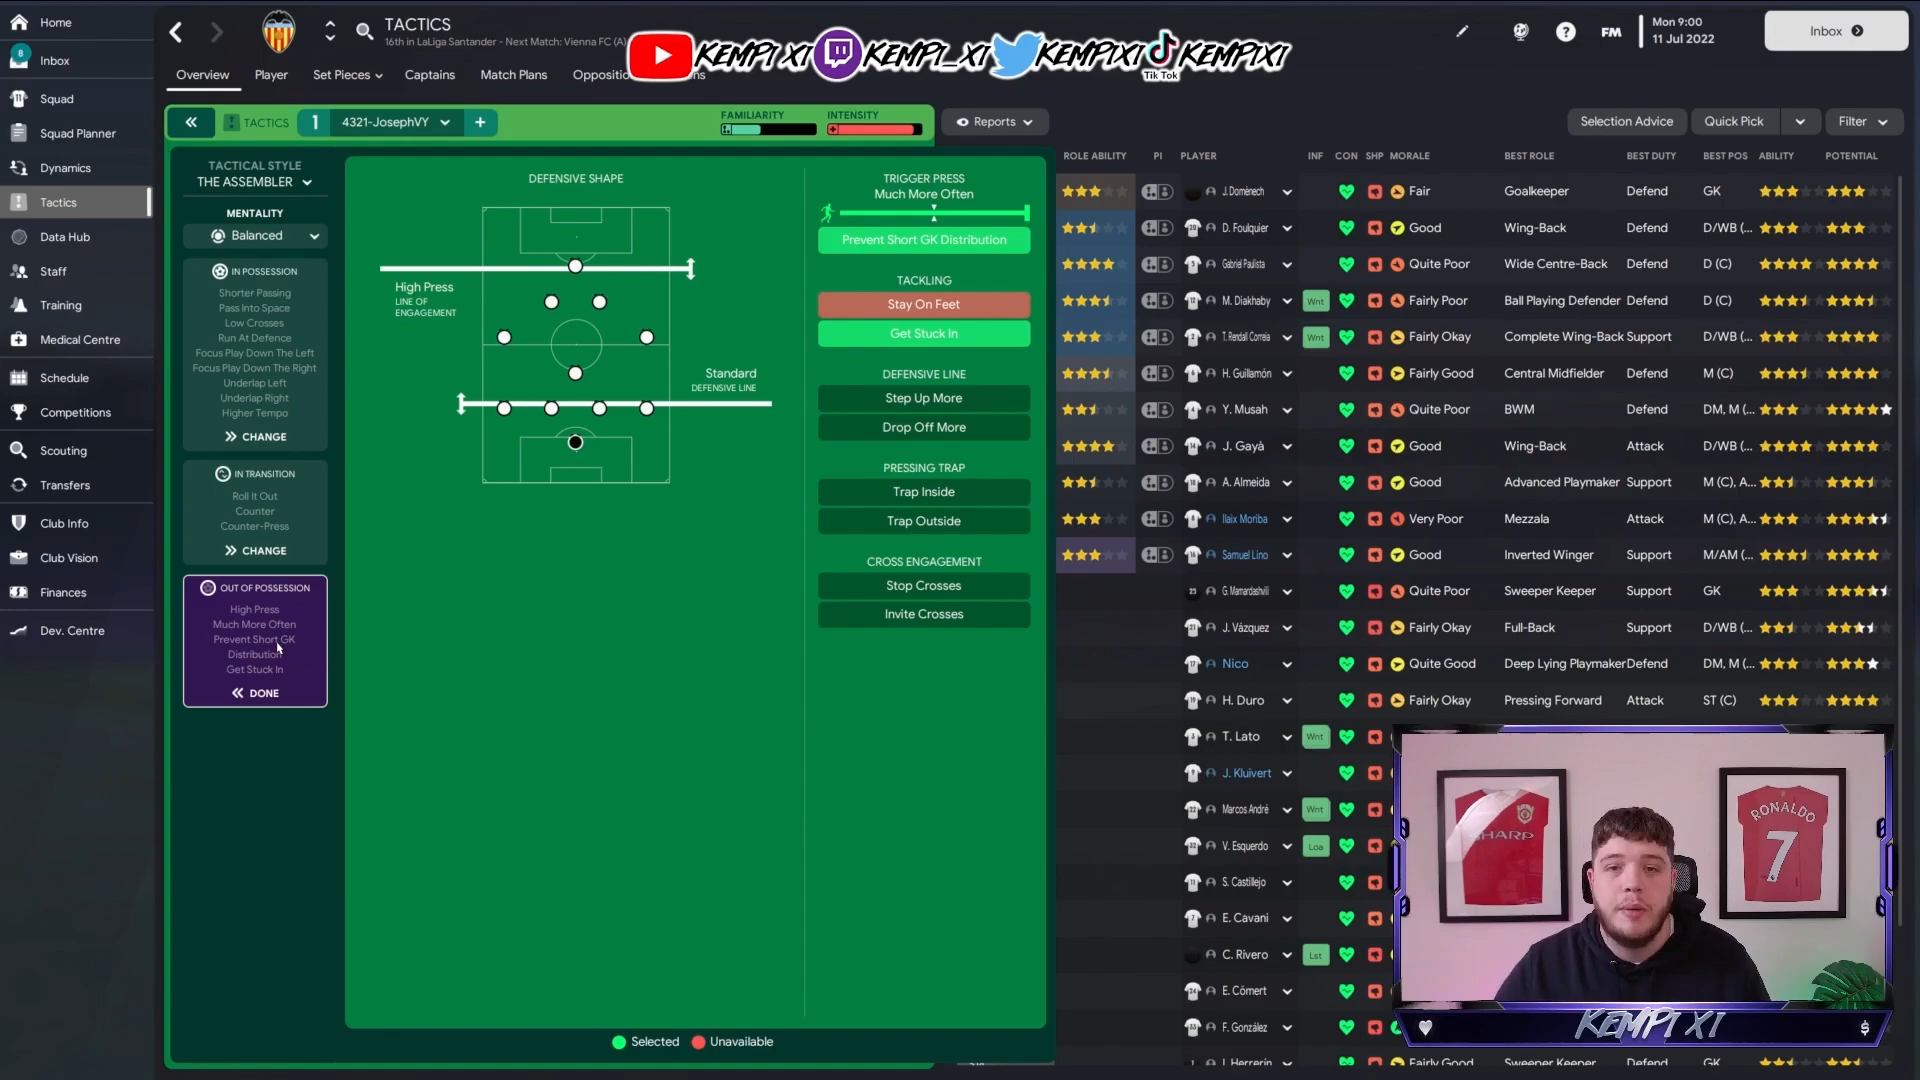 Home
8
Inbox
Squad
Squad Planner
Dynamics
Tactics
Data Hub
Staff
Training
Medical Centre
Schedule
Competitions
Scouting
Transfers
Club Info
Club Vision
Finances
Dev. Centre
TACTICS
16th in LaLiga Santander - Next Match: Vienna FC (A)
KEMPI XI KEMPI_XI KEMPIXI KEMPIXI
Tik Tok
FM
Mon 9:00
11 Jul 2022
Inbox
Overview Player Set Pieces Captains Match Plans
TACTICS 1 4321-JosephVY +
FAMILIARITY INTENSITY
Reports
Selection Advice Quick Pick Filter
TACTICAL STYLE
THE ASSEMBLER
MENTALITY
Balanced
IN POSSESSION
Shorter Passing
Pass Into Space
Low Crosses
Run At Defence
Focus Play Down The Left
Focus Play Down The Right
Underlap Left
Underlap Right
Higher Tempo
CHANGE
IN TRANSITION
Roll It Out
Counter
Counter-Press
CHANGE
OUT OF POSSESSION
High Press
Much More Often
Prevent Short GK
Distribution
Get Stuck In
DONE
DEFENSIVE SHAPE
High Press
LINE OF
ENGAGEMENT
Standard
DEFENSIVE LINE
TRIGGER PRESS
Much More Often
Prevent Short GK Distribution
TACKLING
Stay On Feet
Get Stuck In
DEFENSIVE LINE
Step Up More
Drop Off More
PRESSING TRAP
Trap Inside
Trap Outside
CROSS ENGAGEMENT
Stop Crosses
Invite Crosses
Selected Unavailable
ROLE ABILITY PI PLAYER INF CON SHP MORALE BEST ROLE BEST DUTY BEST POS ABILITY POTENTIAL
J. Domènech Fair Goalkeeper Defend GK
D. Foulquier Good Wing-Back Defend D/WB (...
Gabriel Paulista Quite Poor Wide Centre-Back Defend D (C)
M. Diakhaby Wnt Fairly Poor Ball Playing Defender Defend D (C)
T. Rendall Correia Wnt Fairly Okay Complete Wing-Back Support D/WB (...
H. Guillamón Fairly Good Central Midfielder Defend M (C)
Y. Musah Quite Poor BWM Defend DM, M (...
J. Gayà Good Wing-Back Attack D/WB (...
A. Almeida Good Advanced Playmaker Support M (C), A...
Ilaix Moriba Very Poor Mezzala Attack M (C), A...
Samuel Lino Good Inverted Winger Support M/AM (...
25 G. Mamardashvili Quite Poor Sweeper Keeper Support GK
J. Vázquez Fairly Okay Full-Back Support D/WB (...
Nico Quite Good Deep Lying Playmaker Defend DM, M (...
H. Duro Fairly Okay Pressing Forward Attack ST (C)
T. Lato Wnt
J. Kluivert
Marcos André Wnt
V. Esquerdo Loa
S. Castillejo
E. Cavani
C. Rivero Lst
E. Cömert
F. González
Fairly Good Sweeper Keeper Defend GK
SHARP
RONALDO
7
KEMPI XI
$